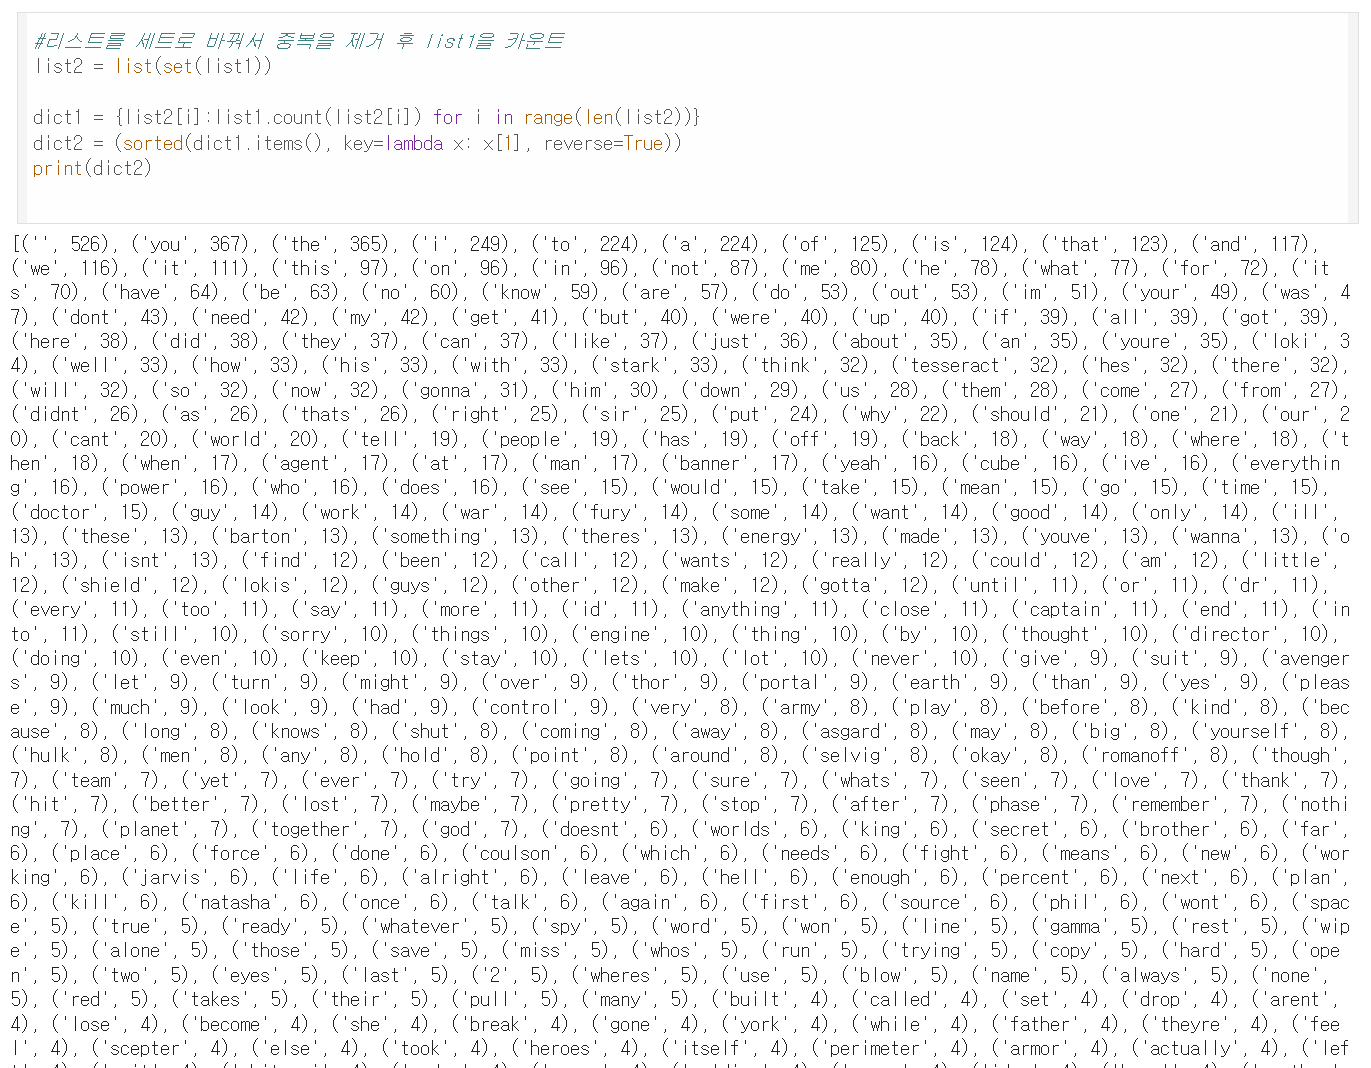 #리스트를 세트로 바꿔서 중복을 제거 후 list1을 카운트
list2 = list(set(list1))
dict1 = {list2[i]:list1.count(list2[i]) for i in range(len(list2))}
dict2 = (sorted(dict1.items(), key=lambda x: x[1], reverse=True))
print(dict2)
[('', 526), ('you', 367), ('the', 365), ('i', 249), ('to', 224), ('a', 224), ('of', 125), ('is', 124), ('that', 123), ('and', 117),
('we', 116), ('it', 111), ('this', 97), ('on', 96), ('in', 96), ('not', 87), ('me', 80), ('he', 78), ('what', 77), ('for', 72), ('it
s', 70), ('have', 64), ('be', 63), ('no', 60), ('know', 59), ('are', 57), ('do', 53), ('out', 53), ('im', 51), ('your', 49), ('was', 4
7), ('dont', 43), ('need', 42), ('my', 42), ('get', 41), ('but', 40), ('were', 40), ('up', 40), ('if', 39), ('all', 39), ('got', 39),
('here', 38), ('did', 38), ('they', 37), ('can', 37), ('like', 37), ('just', 36), ('about', 35), ('an', 35), ('youre', 35), ('loki', 3
4), ('well', 33), ('how', 33), ('his', 33), ('with', 33), ('stark', 33), ('think', 32), ('tesseract', 32), ('hes', 32), ('there', 32),
('will', 32), ('so', 32), ('now', 32), ('gonna', 31), ('him', 30), ('down', 29), ('us', 28), ('them', 28), ('come', 27), ('from', 27),
('didnt', 26), ('as', 26), ('thats', 26), ('right', 25), ('sir', 25), ('put', 24), ('why', 22), ('should', 21), ('one', 21), ('our', 2
0), ('cant', 20), ('world', 20), ('tell', 19), ('people', 19), ('has', 19), ('off', 19), ('back', 18), ('way', 18), ('where', 18), ('t
hen', 18), ('when', 17), ('agent', 17), ('at', 17), ('man', 17), ('banner', 17), ('yeah', 16), ('cube', 16), ('ive', 16), ('everythin
g', 16), ('power', 16), ('who', 16), ('does', 16), ('see', 15), ('would', 15), ('take', 15), ('mean', 15), ('go', 15), ('time', 15),
('doctor', 15), ('guy', 14), ('work', 14), ('war', 14), ('fury', 14), ('some', 14), ('want', 14), ('good', 14), ('only', 14), ('ill',
13), ('these', 13), ('barton', 13), ('something', 13), ('theres', 13), ('energy', 13), ('made', 13), ('youve', 13), ('wanna', 13), ('o
h', 13), ('isnt', 13), ('find', 12), ('been', 12), ('call', 12), ('wants', 12), ('really', 12), ('could', 12), ('am', 12), ('little',
12), ('shield', 12), ('lokis', 12), ('guys', 12), ('other', 12), ('make', 12), ('gotta', 12), ('until', 11), ('or', 11), ('dr', 11),
('every', 11), ('too', 11), ('say', 11), ('more', 11), ('id', 11), ('anything', 11), ('close', 11), ('captain', 11), ('end', 11), ('in
to', 11), ('still', 10), ('sorry', 10), ('things', 10), ('engine', 10), ('thing', 10), ('by', 10), ('thought', 10), ('director', 10),
('doing', 10), ('even', 10), ('keep', 10), ('stay', 10), ('lets', 10), ('lot', 10), ('never', 10), ('give', 9), ('suit', 9), ('avenger
s', 9), ('let', 9), ('turn', 9), ('might', 9), ('over', 9), ('thor', 9), ('portal', 9), ('earth', 9), ('than', 9), ('yes', 9), ('pleas
e', 9), ('much', 9), ('look', 9), ('had', 9), ('control', 9), ('very', 8), ('army', 8), ('play', 8), ('before', 8), ('kind', 8), ('bec
ause', 8), ('long', 8), ('knows', 8), ('shut', 8), ('coming', 8), ('away', 8), ('asgard', 8), ('may', 8), ('big', 8), ('yourself', 8),
('hulk', 8), ('men', 8), ('any', 8), ('hold', 8), ('point', 8), ('around', 8), ('selvig', 8), ('okay', 8), ('romanoff', 8), ('though',
7), ('team', 7), ('yet', 7), ('ever', 7), ('try', 7), ('going', 7), ('sure', 7), ('whats', 7), ('seen', 7), ('love', 7), ('thank', 7),
('hit', 7), ('better', 7), ('lost', 7), ('maybe', 7), ('pretty', 7), ('stop', 7), ('after', 7), ('phase', 7), ('remember', 7), ('nothi
ng', 7), ('planet', 7), ('together', 7), ('god', 7), ('doesnt', 6), ('worlds', 6), ('king', 6), ('secret', 6), ('brother', 6), ('far',
6), ('place', 6), ('force', 6), ('done', 6), ('coulson', 6), ('which', 6), ('needs', 6), ('fight', 6), ('means', 6), ('new', 6), ('wor
king', 6), ('jarvis', 6), ('life', 6), ('alright', 6), ('leave', 6), ('hell', 6), ('enough', 6), ('percent', 6), ('next', 6), ('plan',
6), ('kill', 6), ('natasha', 6), ('once', 6), ('talk', 6), ('again', 6), ('first', 6), ('source', 6), ('phil', 6), ('wont', 6), ('spac
e', 5), ('true', 5), ('ready', 5), ('whatever', 5), ('spy', 5), ('word', 5), ('won', 5), ('line', 5), ('gamma', 5), ('rest', 5), ('wip
e', 5), ('alone', 5), ('those', 5), ('save', 5), ('miss', 5), ('whos', 5), ('run', 5), ('trying', 5), ('copy', 5), ('hard', 5), ('ope
n', 5), ('two', 5), ('eyes', 5), ('last', 5), ('2', 5), ('wheres', 5), ('use', 5), ('blow', 5), ('name', 5), ('always', 5), ('none',
5), ('red', 5), ('takes', 5), ('their', 5), ('pull', 5), ('many', 5), ('built', 4), ('called', 4), ('set', 4), ('drop', 4), ('arent',
4), ('lose', 4), ('become', 4), ('she', 4), ('break', 4), ('gone', 4), ('york', 4), ('while', 4), ('father', 4), ('theyre', 4), ('fee
l', 4), ('scepter', 4), ('else', 4), ('took', 4), ('heroes', 4), ('itself', 4), ('perimeter', 4), ('armor', 4), ('actually', 4), ('lef